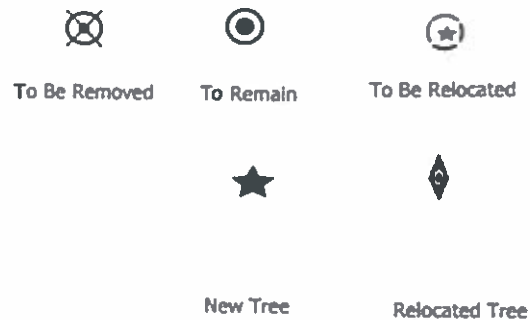 To Be Removed
To Remain
To Be Relocated
New Tree
Relocated Tree